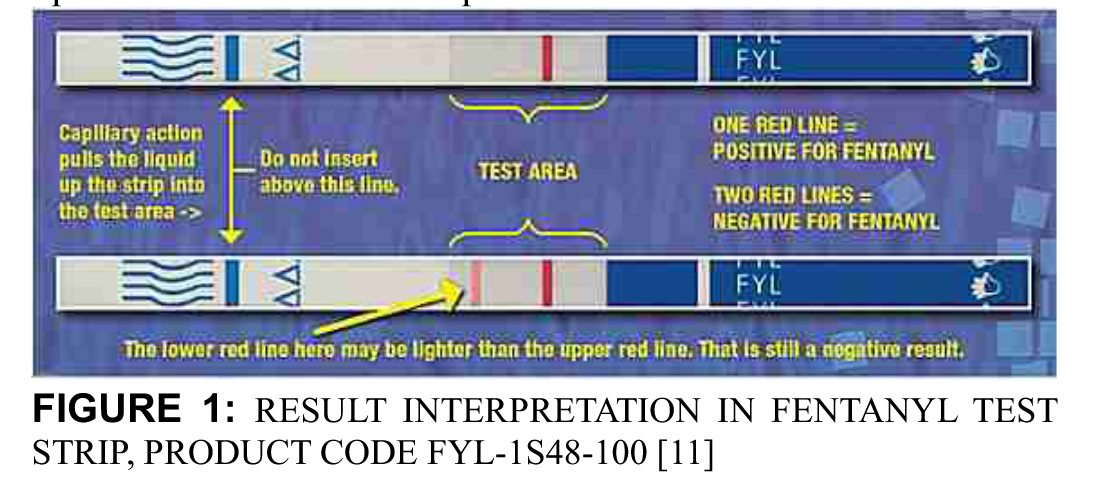 FYL
FYL
Capillary action
pulls the liquid
up the strip into
the test area ->
Do not insert
above this line.
TEST AREA
ONE RED LINE =
POSITIVE FOR FENTANYL
TWO RED LINES =
NEGATIVE FOR FENTANYL
FYL
FYL
The lower red line here may be lighter than the upper red line. That is still a negative result.
FIGURE 1: RESULT INTERPRETATION IN FENTANYL TEST
STRIP, PRODUCT CODE FYL-1S48-100 [11]